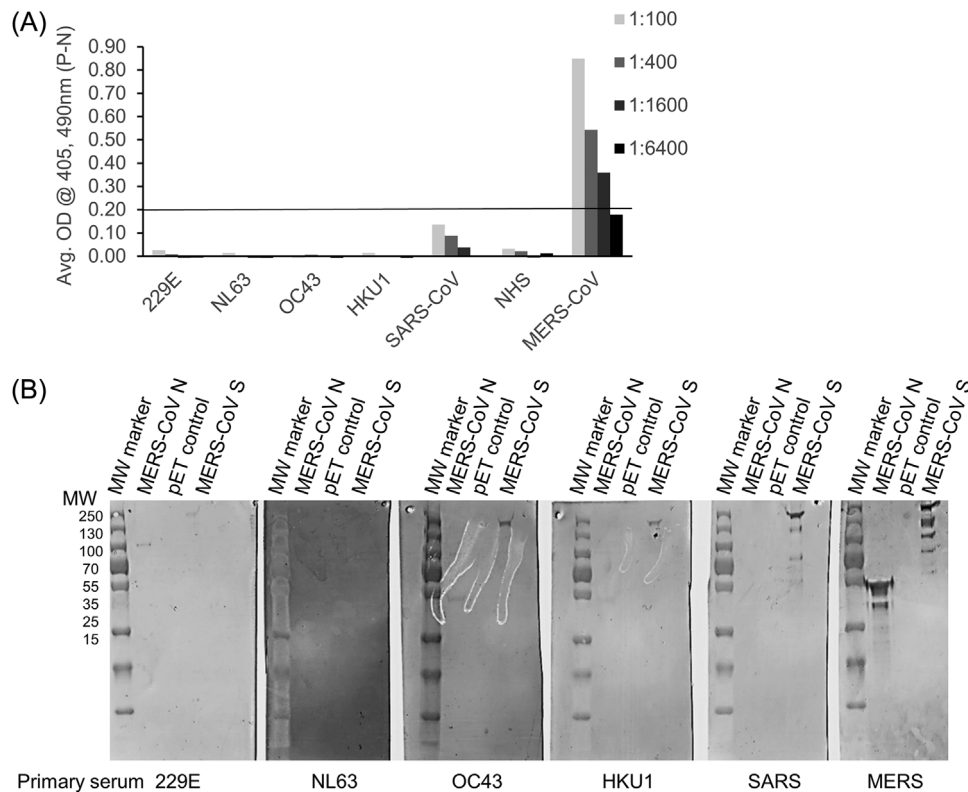 (A)
Avg. OD @ 405, 490nm (P-N)
0.90
0.80
0.70
0.60
0.50
0.40
0.30
0.20
0.10
0.00
229E
NL63
OC43
HKU1
SARS-CoV
NHS
MERS-CoV
1:100
1:400
1:1600
1:6400
(B)
MW marker
MERS-CoV N
pET control
MERS-CoV S
MW marker
MERS-CoV N
pET control
MERS-CoV S
MW marker
MERS-CoV N
pET control
MERS-CoV S
MW marker
MERS-CoV N
pET control
MERS-CoV S
MW marker
MERS-CoV N
pET control
MERS-CoV S
MW marker
MERS-CoV N
pET control
MERS-CoV S
MW
250
130
100
70
55
35
25
15
Primary serum 229E NL63 OC43 HKU1 SARS MERS